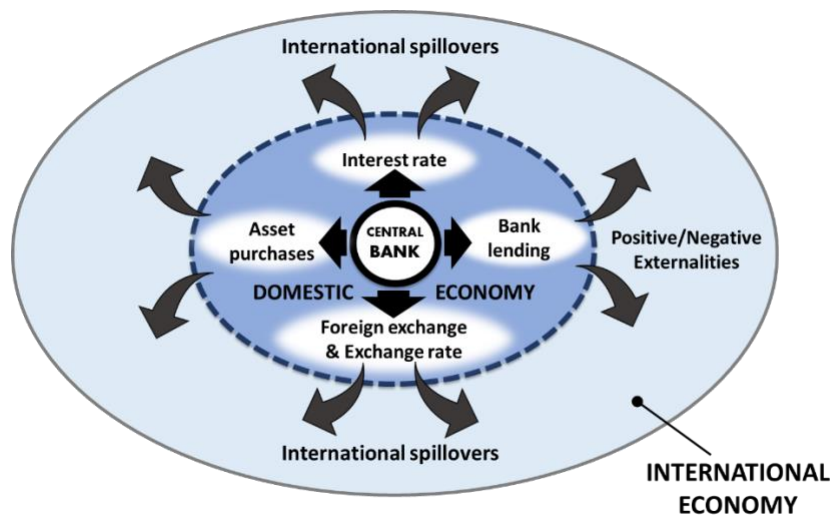 International spillovers
Interest rate
Asset
purchases
CENTRAL
BANK
Bank
lending
Positive/Negative
Externalities
DOMESTIC ECONOMY
Foreign exchange
& Exchange rate
International spillovers
INTERNATIONAL
ECONOMY